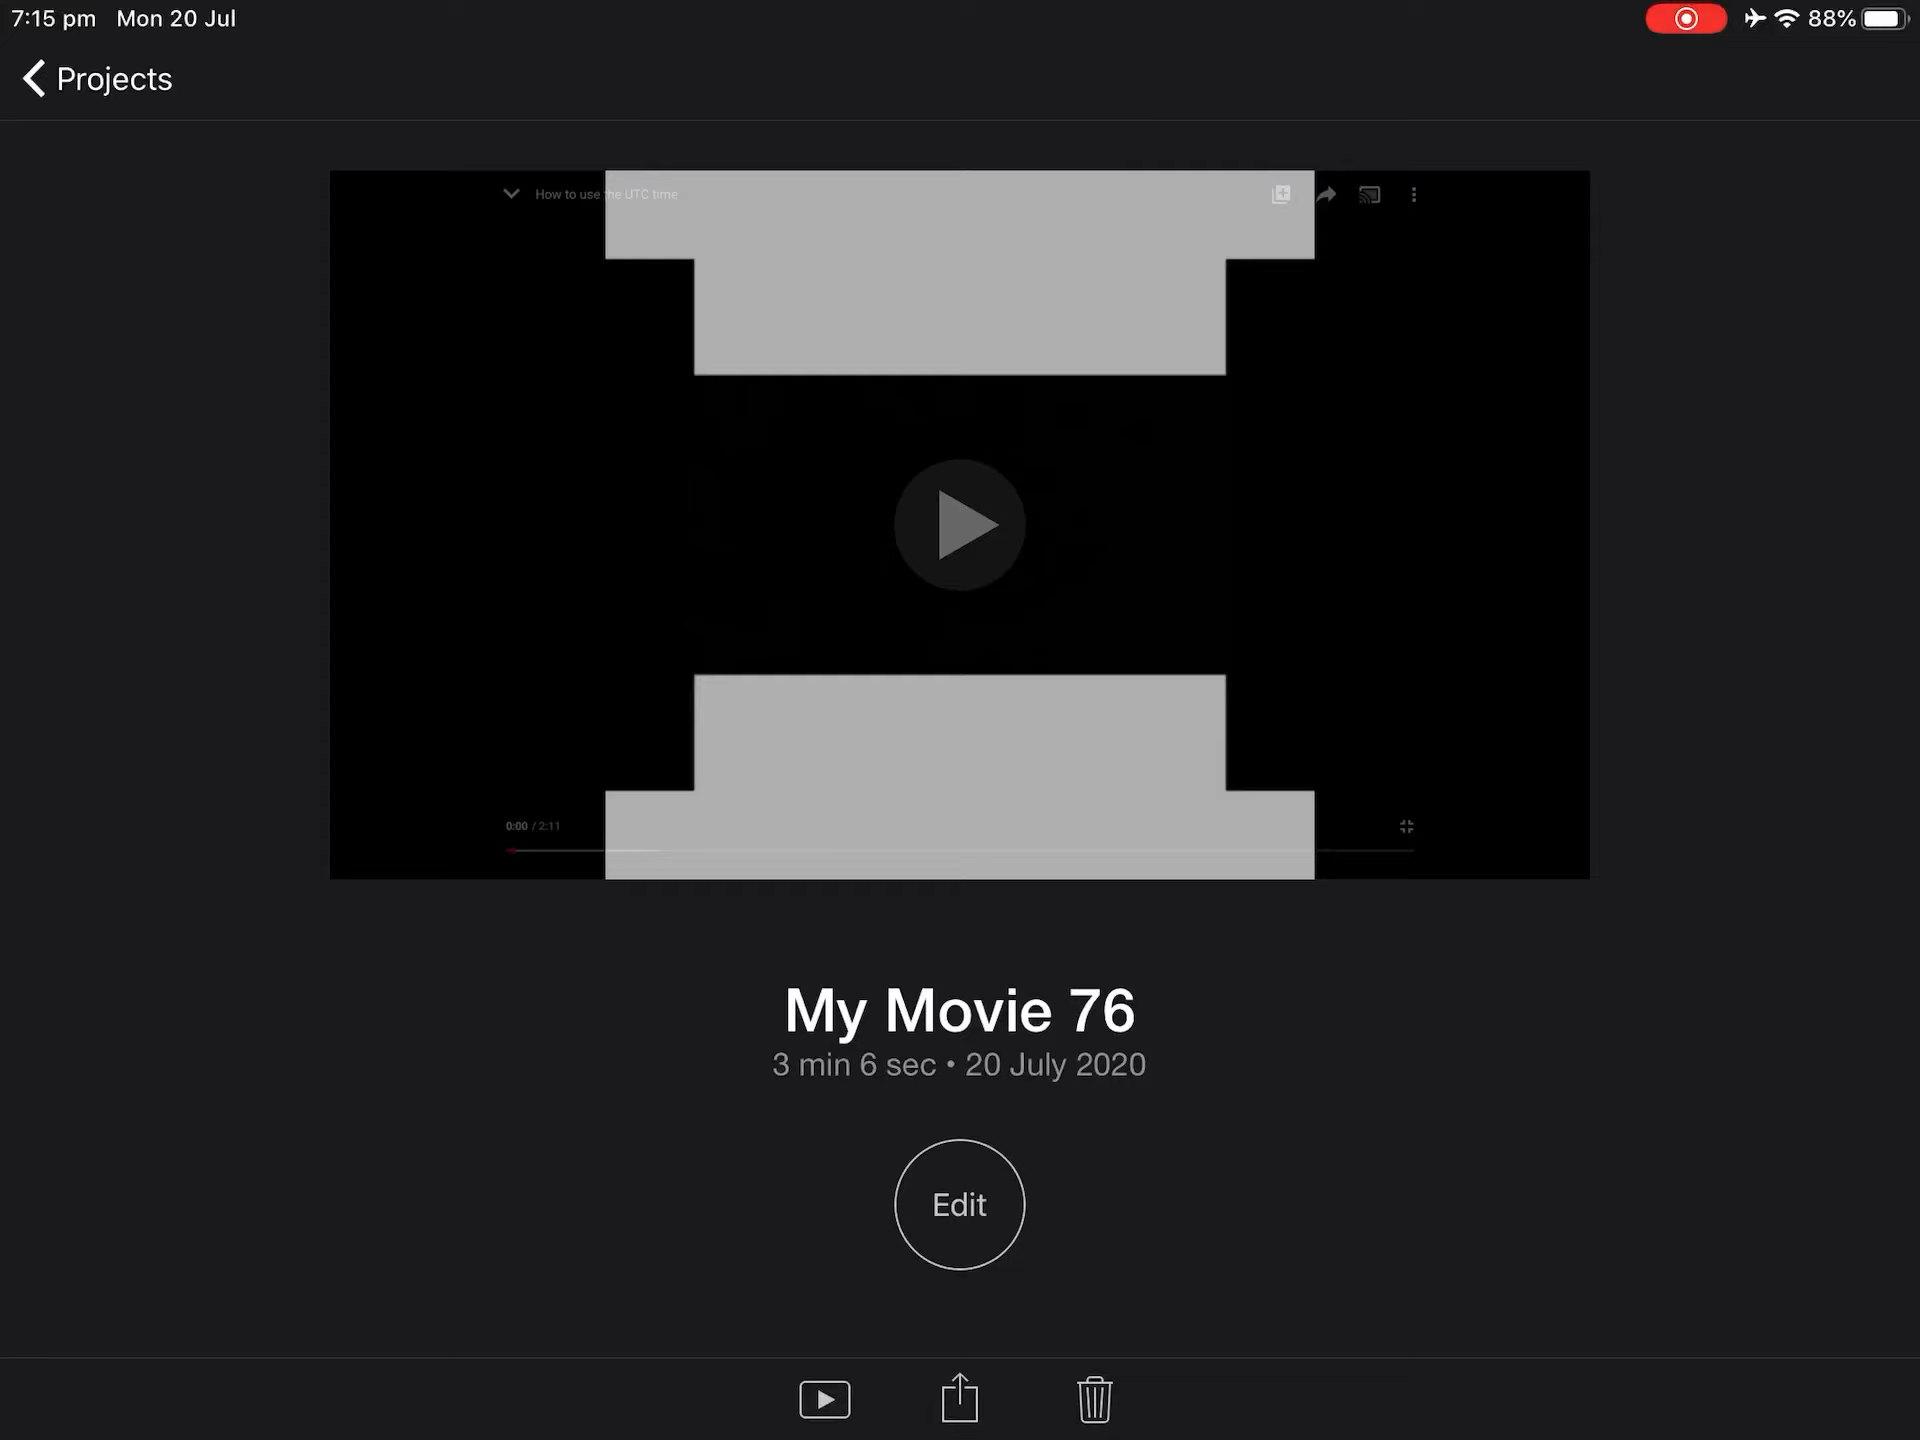 7:15 pm Mon 20 Jul
88%
Projects
How to use the UTC time
0:00 / 2:11
My Movie 76
3 min 6 sec • 20 July 2020
Edit